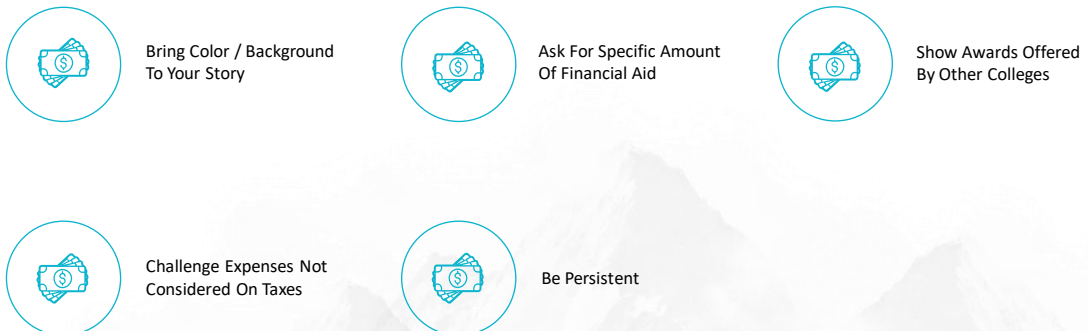 Bring Color / Background
To Your Story
Ask For Specific Amount
Of Financial Aid
Show Awards Offered
By Other Colleges
Challenge Expenses Not
Considered On Taxes
Be Persistent